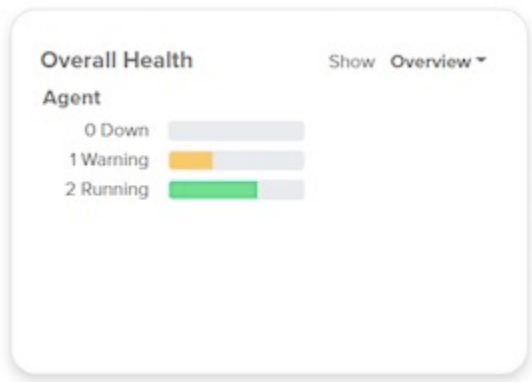 Overall Health Show Overview
Agent
0 Down
1 Warning
2 Running